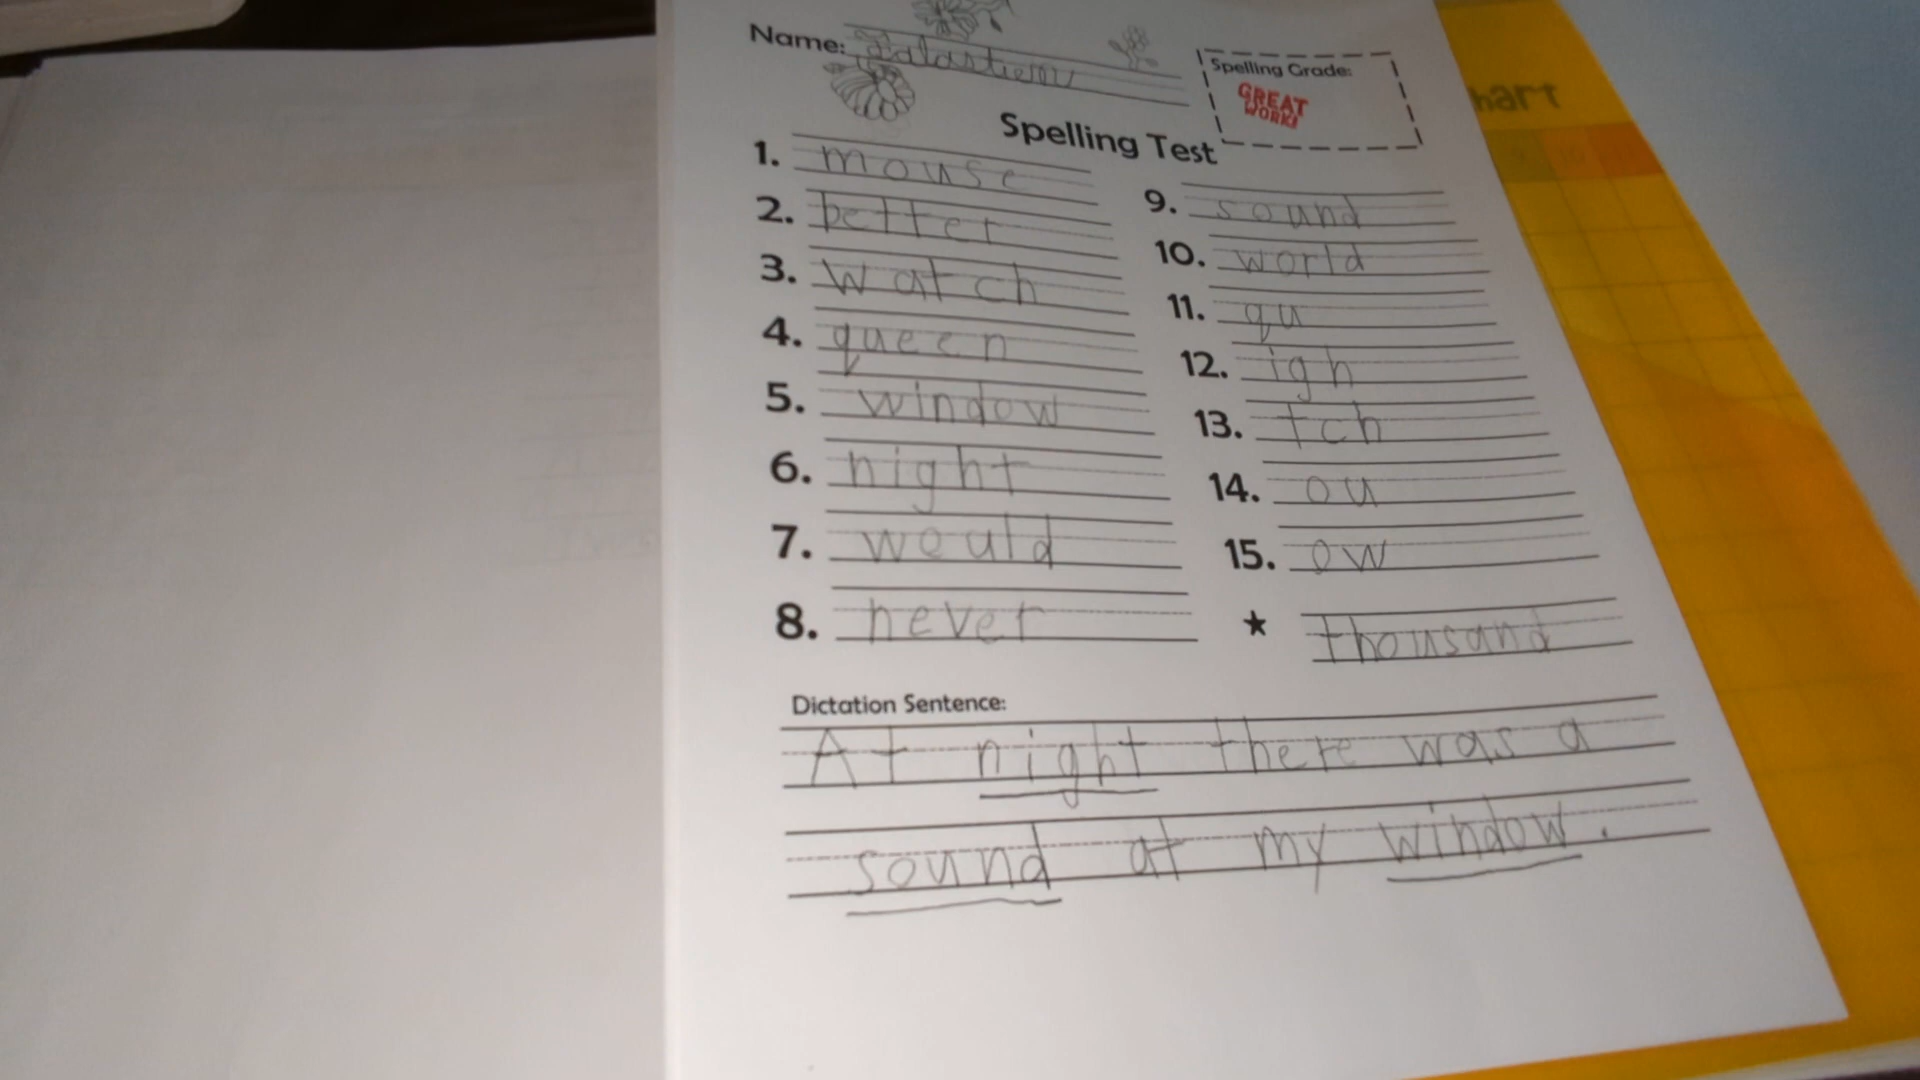 Name:
Spelling Grade:
GREAT
WORK!
hart
Spelling Test
1. mouse
2. better
3. watch
4. queen
5. window
6. night
7. would
8. never
9. sound
10. world
11. qu
12. igh
13. tch
14. ou
15. ow
★ thousand
Dictation Sentence:
At night there was a
sound at my window.